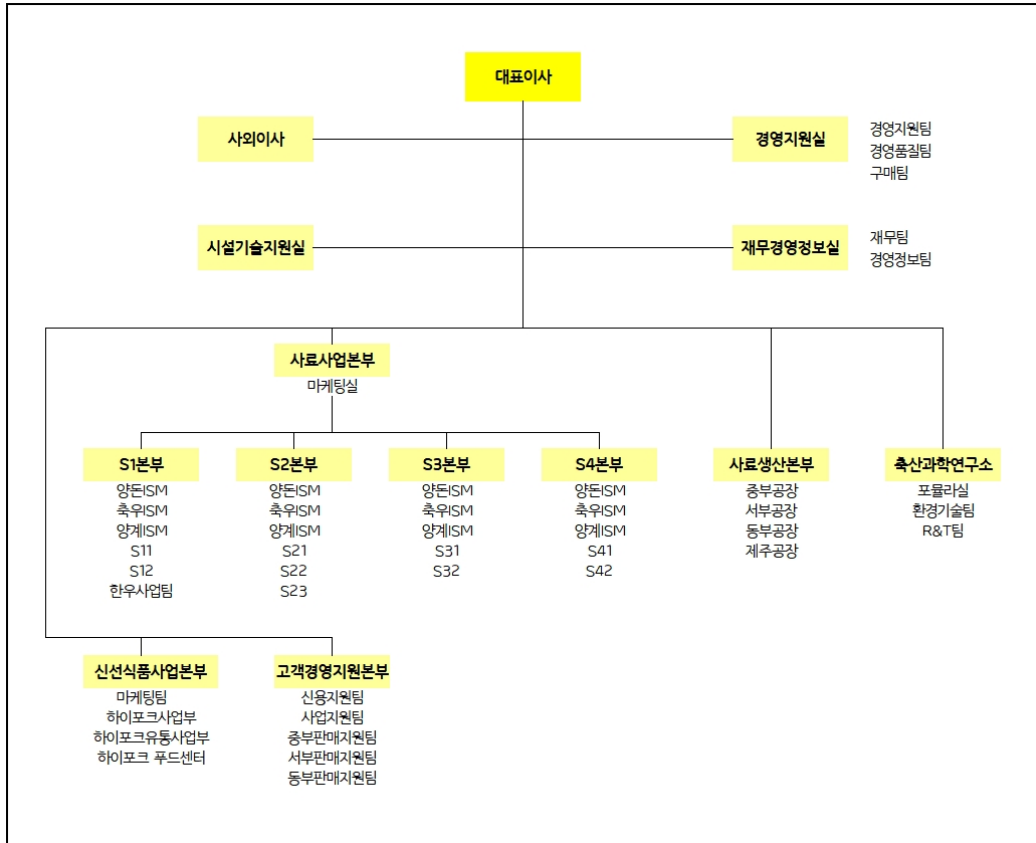 대표이사
사외이사
경영지원실
경영지원팀
경영품질팀
구매팀
시설기술지원실
재무경영정보실
재무팀
경영정보팀
사료사업본부
마케팅실
S1본부
양돈ISM
축우ISM
양계ISM
S11
S12
한우사업팀
S2본부
양돈ISM
축우ISM
양계ISM
S21
S22
S23
S3본부
양돈ISM
축우ISM
양계ISM
S31
S32
S4본부
양돈ISM
축우ISM
양계ISM
S41
S42
사료생산본부
중부공장
서부공장
동부공장
제주공장
축산과학연구소
포뮬라실
환경기술팀
R&T팀
신선식품사업본부
마케팅팀
하이포크사업부
하이포크유통사업부
하이포크 푸드센터
고객경영지원본부
신용지원팀
사업지원팀
중부판매지원팀
서부판매지원팀
동부판매지원팀